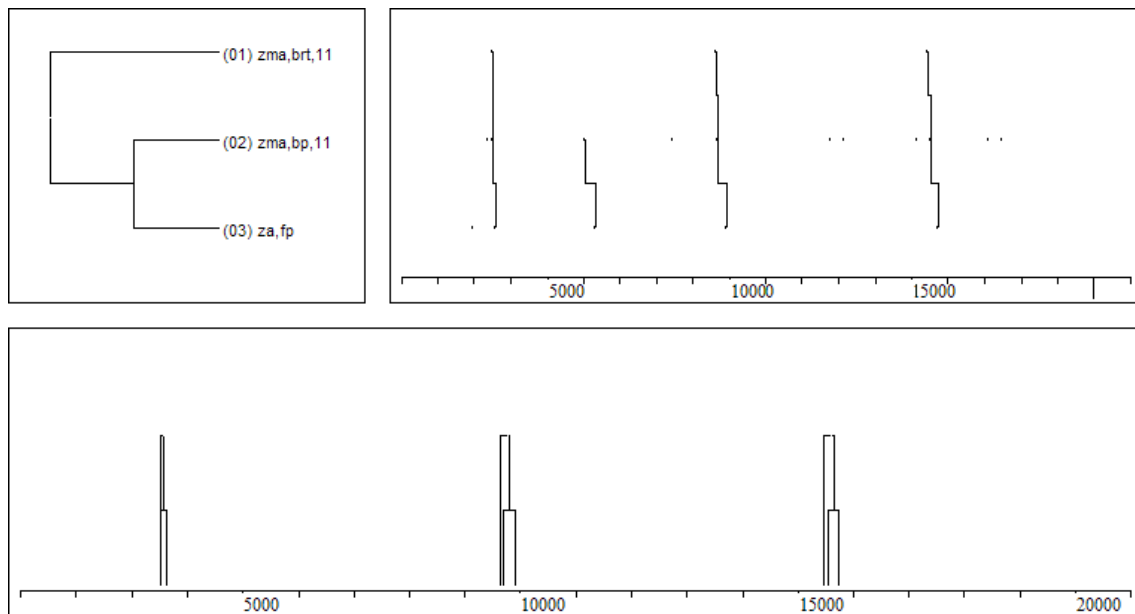 (01) zma,brt,11
(02) zma,bp,11
(03) za,fp
5000 10000 15000
5000 10000 15000 20000